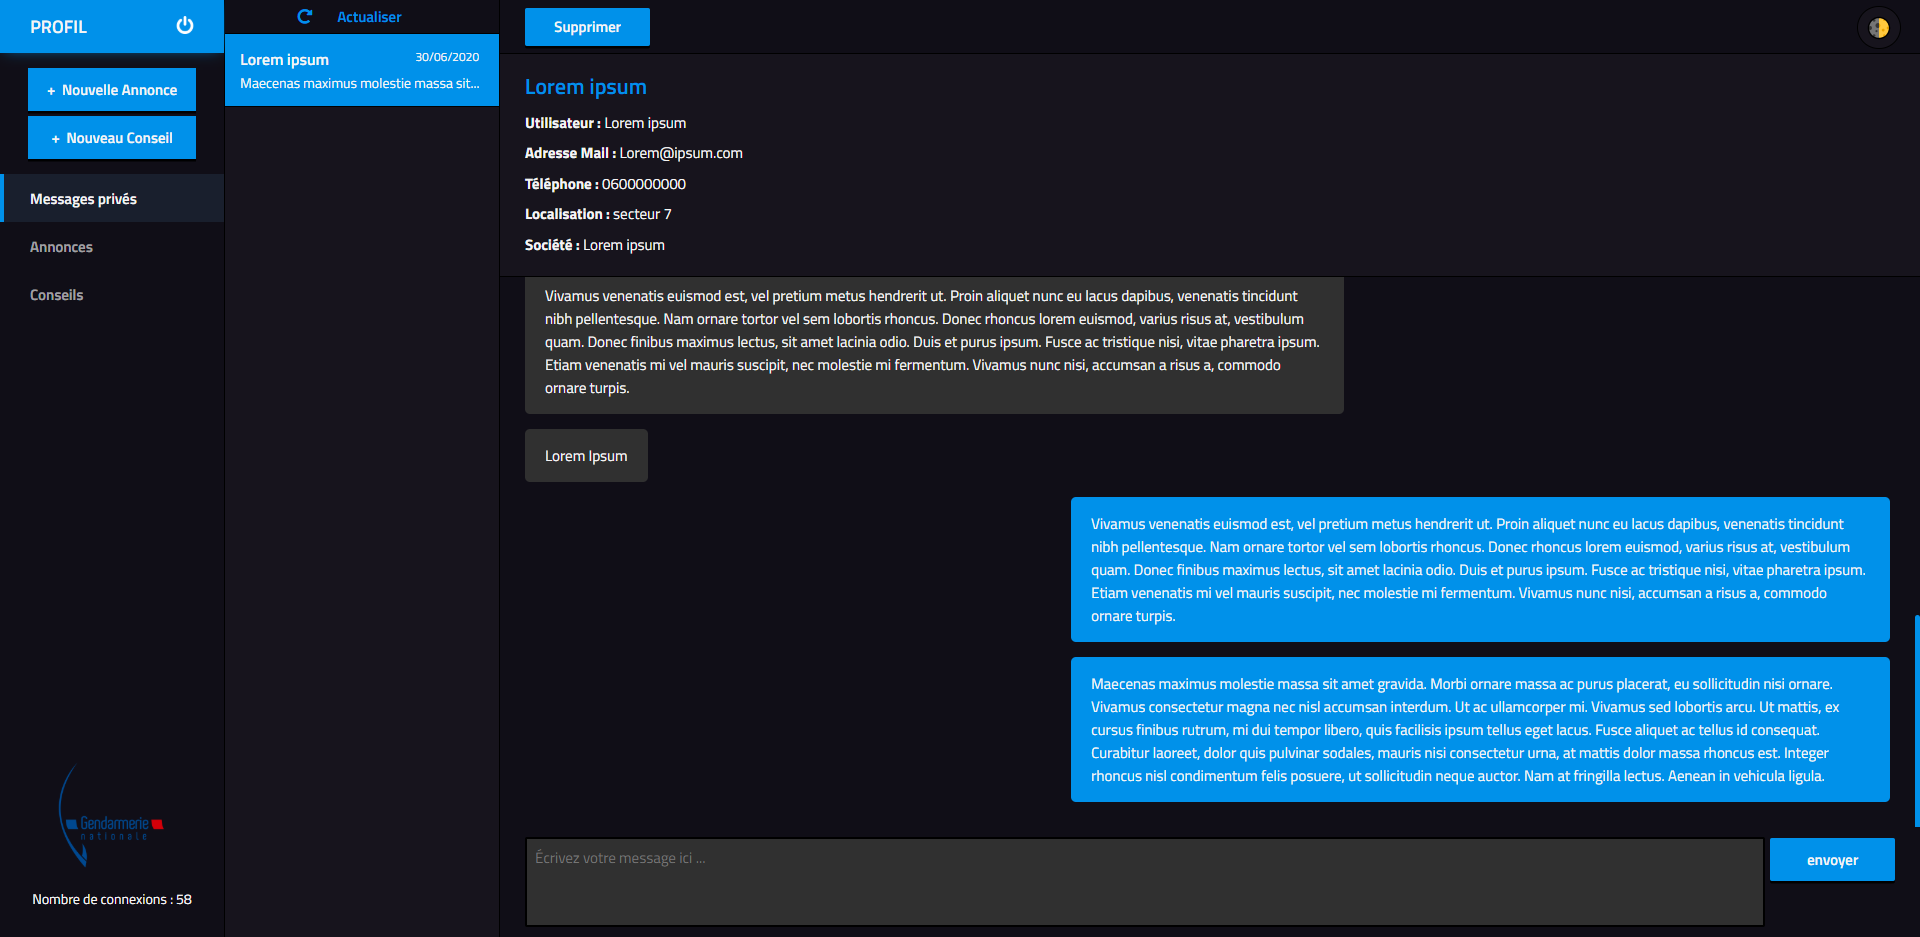 PROFIL
+ Nouvelle Annonce
+ Nouveau Conseil
Messages privés
Annonces
Conseils
Gendarmerie
nationale
Nombre de connexions : 58
Actualiser
Lorem ipsum 30/06/2020
Maecenas maximus molestie massa sit...
Supprimer
Lorem ipsum
Utilisateur : Lorem ipsum
Adresse Mail : Lorem@ipsum.com
Téléphone : 0600000000
Localisation : secteur 7
Société : Lorem ipsum
Vivamus venenatis euismod est, vel pretium metus hendrerit ut. Proin aliquet nunc eu lacus dapibus, venenatis tincidunt
nibh pellentesque. Nam ornare tortor vel sem lobortis rhoncus. Donec rhoncus lorem euismod, varius risus at, vestibulum
quam. Donec finibus maximus lectus, sit amet lacinia odio. Duis et purus ipsum. Fusce ac tristique nisi, vitae pharetra ipsum.
Etiam venenatis mi vel mauris suscipit, nec molestie mi fermentum. Vivamus nunc nisi, accumsan a risus a, commodo
ornare turpis.
Lorem Ipsum
Vivamus venenatis euismod est, vel pretium metus hendrerit ut. Proin aliquet nunc eu lacus dapibus, venenatis tincidunt
nibh pellentesque. Nam ornare tortor vel sem lobortis rhoncus. Donec rhoncus lorem euismod, varius risus at, vestibulum
quam. Donec finibus maximus lectus, sit amet lacinia odio. Duis et purus ipsum. Fusce ac tristique nisi, vitae pharetra ipsum.
Etiam venenatis mi vel mauris suscipit, nec molestie mi fermentum. Vivamus nunc nisi, accumsan a risus a, commodo
ornare turpis.
Maecenas maximus molestie massa sit amet gravida. Morbi ornare massa ac purus placerat, eu sollicitudin nisi ornare.
Vivamus consectetur magna nec nisl accumsan interdum. Ut ac ullamcorper mi. Vivamus sed lobortis arcu. Ut mattis, ex
cursus finibus rutrum, mi dui tempor libero, quis facilisis ipsum tellus eget lacus. Fusce aliquet ac tellus id consequat.
Curabitur laoreet, dolor quis pulvinar sodales, mauris nisi consectetur urna, at mattis dolor massa rhoncus est. Integer
rhoncus nisl condimentum felis posuere, ut sollicitudin neque auctor. Nam at fringilla lectus. Aenean in vehicula ligula.
Écrivez votre message ici ...
envoyer